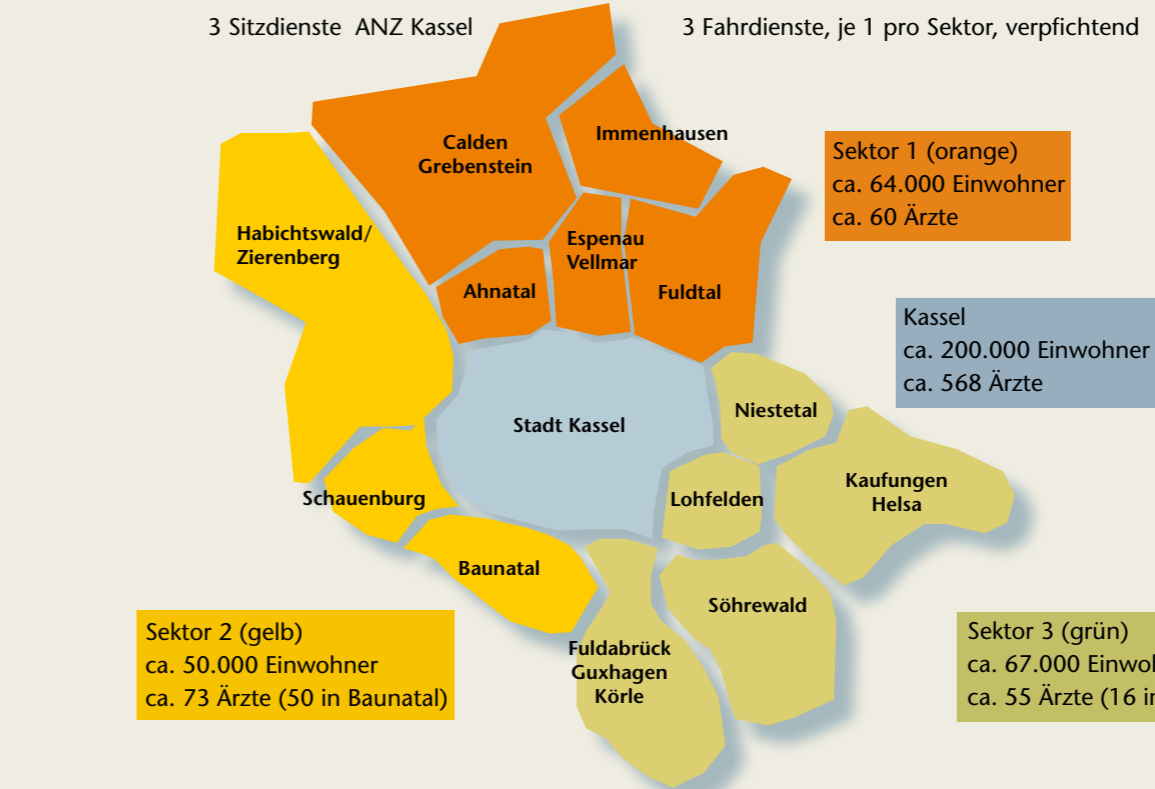 3 Sitzdienste ANZ Kassel
3 Fahrdienste, je 1 pro Sektor, verpfichtend
Calden
Grebenstein
Immenhausen
Sektor 1 (orange)
ca. 64.000 Einwohner
ca. 60 Ärzte
Habichtswald/
Zierenberg
Espenau
Vellmar
Ahnatal
Fuldtal
Kassel
ca. 200.000 Einwohner
ca. 568 Ärzte
Stadt Kassel
Niestetal
Schauenburg
Lohfelden
Kaufungen
Helsa
Baunatal
Söhrewald
Sektor 2 (gelb)
ca. 50.000 Einwohner
ca. 73 Ärzte (50 in Baunatal)
Fuldabrück
Guxhagen
Körle
Sektor 3 (grün)
ca. 67.000
ca. 55 Ärzte (16 in